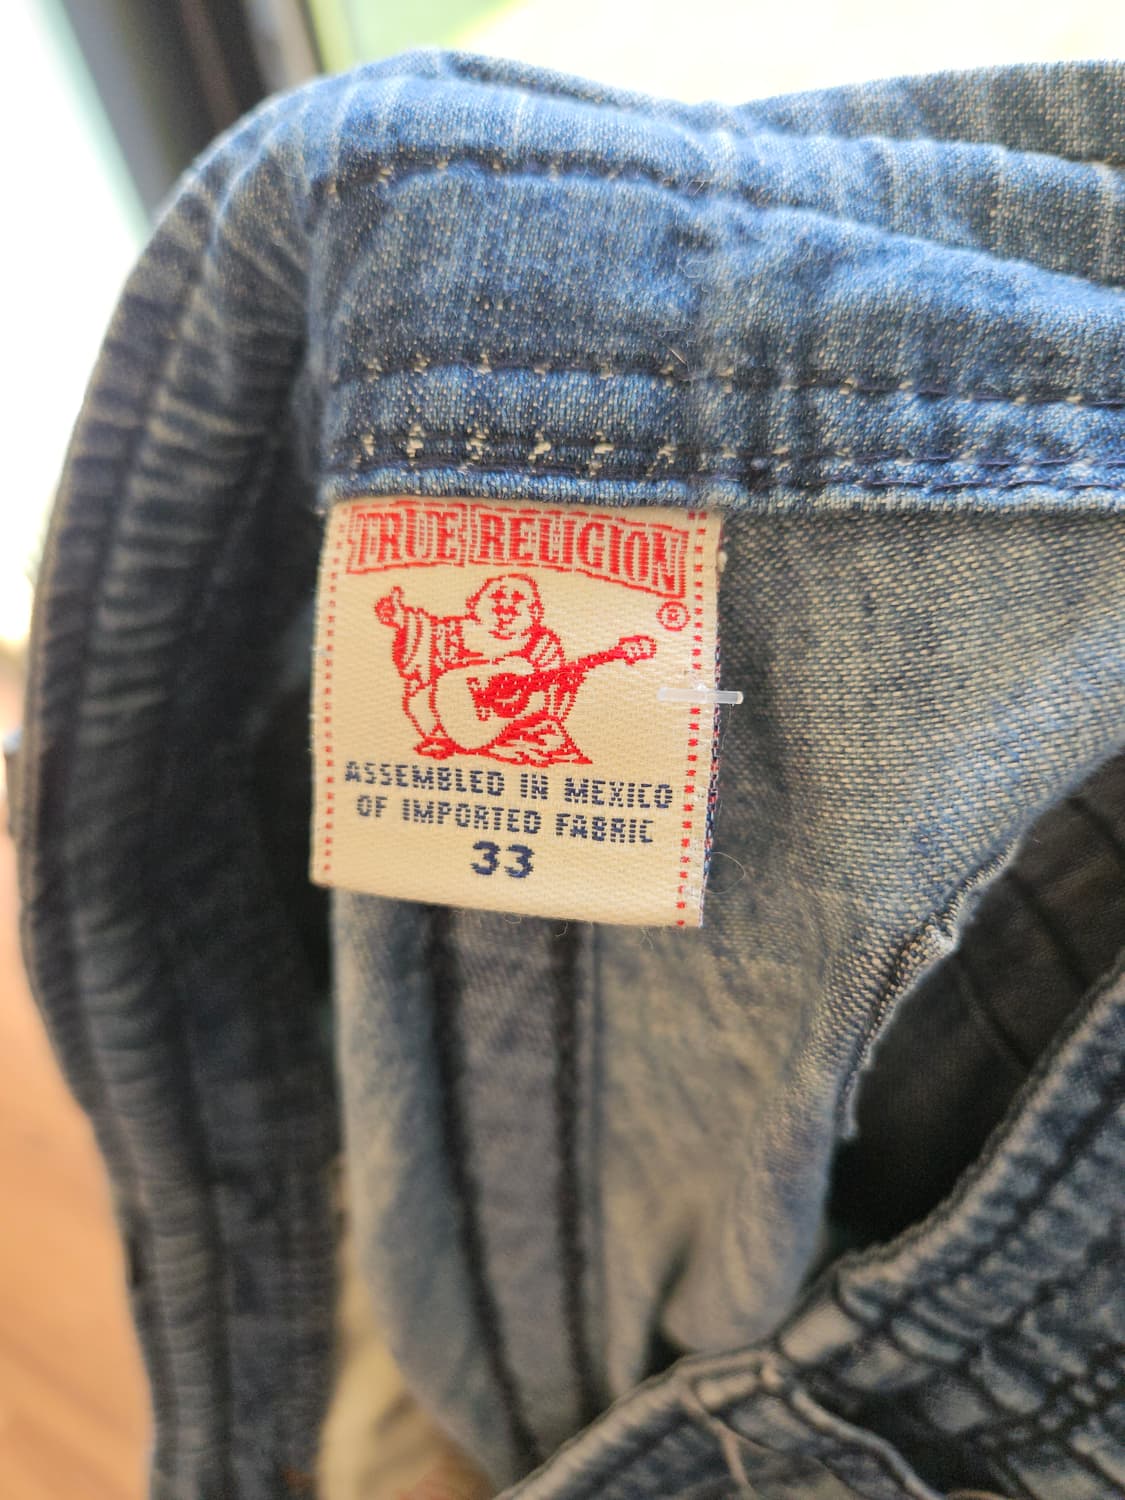 TRUE RELIGION
®
ASSEMBLED IN MEXICO
OF IMPORTED FABRIC
33